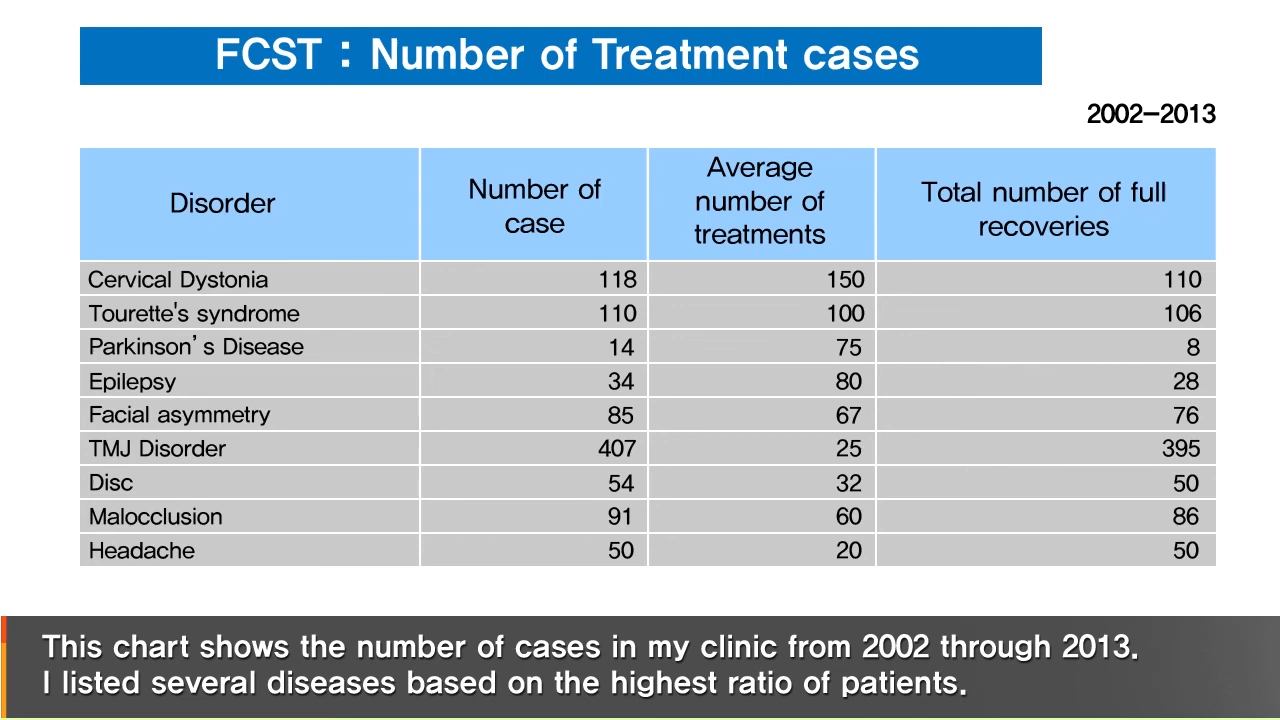 FCST : Number of Treatment cases
2002-2013
Disorder
Number of
case
Average
number of
treatments
Total number of full
recoveries
Cervical Dystonia 118 150 110
Tourette's syndrome 110 100 106
Parkinson's Disease 14 75 8
Epilepsy 34 80 28
Facial asymmetry 85 67 76
TMJ Disorder 407 25 395
Disc 54 32 50
Malocclusion 91 60 86
Headache 50 20 50
This chart shows the number of cases in my clinic from 2002 through 2013.
I listed several diseases based on the highest ratio of patients.